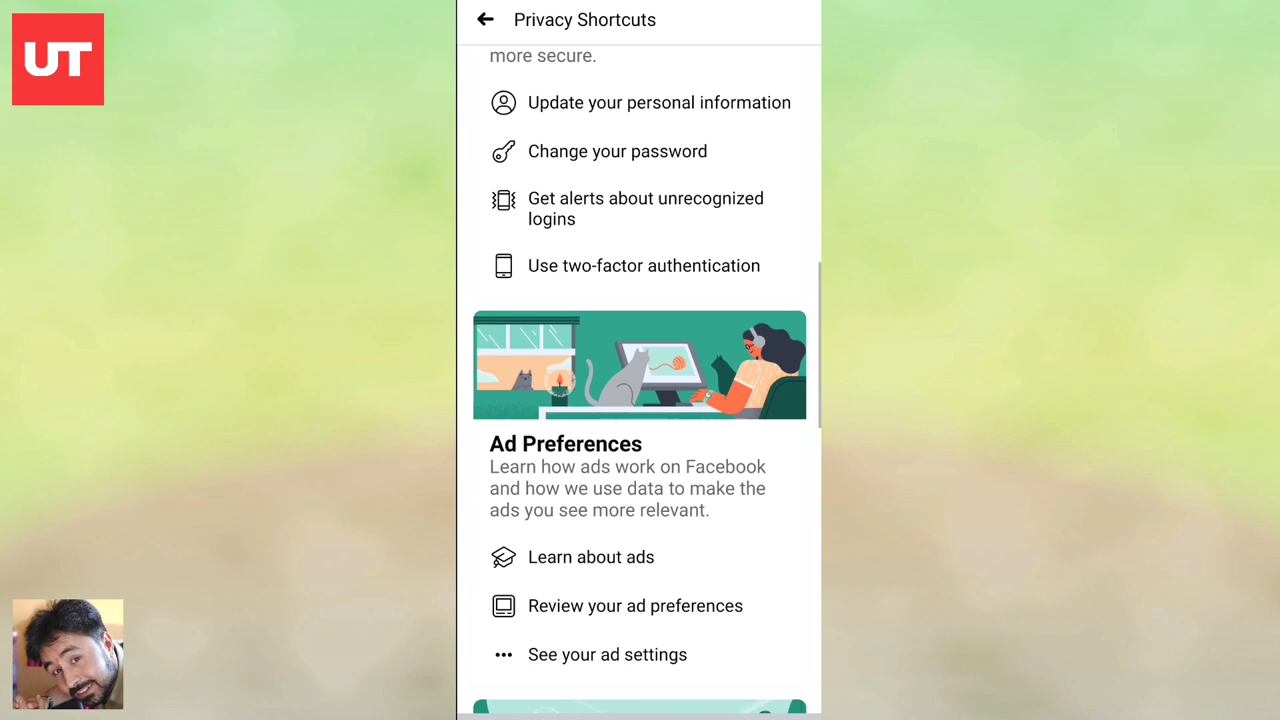 UT
Privacy Shortcuts
more secure.
Update your personal information
Change your password
Get alerts about unrecognized
logins
Use two-factor authentication
Ad Preferences
Learn how ads work on Facebook
and how we use data to make the
ads you see more relevant.
Learn about ads
Review your ad preferences
See your ad settings